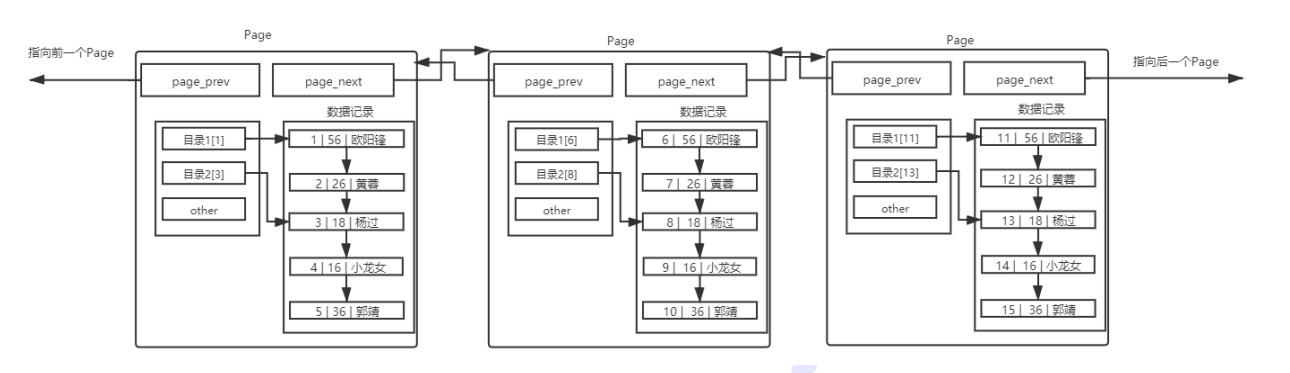 指向前一个Page
Page
page_prev
page_next
数据记录
目录1[1]
目录2[3]
other
1 | 56 | 欧阳锋
2 | 26 | 黄蓉
3 | 18 | 杨过
4 | 16 | 小龙女
5 | 36 | 郭靖
Page
page_prev
page_next
数据记录
目录1[6]
目录2[8]
other
6 | 56 | 欧阳锋
7 | 26 | 黄蓉
8 | 18 | 杨过
9 | 16 | 小龙女
10 | 36 | 郭靖
Page
page_prev
page_next
数据记录
目录1[11]
目录2[13]
other
11 | 56 | 欧阳锋
12 | 26 | 黄蓉
13 | 18 | 杨过
14 | 16 | 小龙女
15 | 36 | 郭靖
指向后一个Page